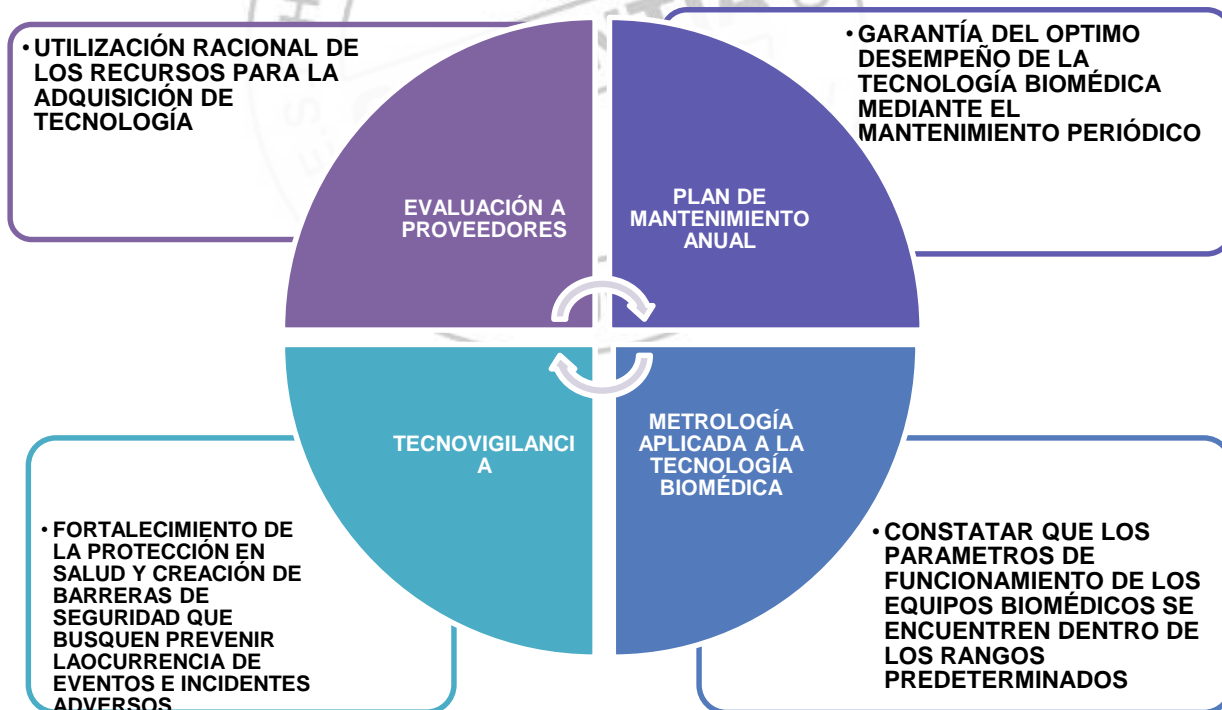 • UTILIZACIÓN RACIONAL DE
LOS RECURSOS PARA LA
ADQUISICIÓN DE
TECNOLOGÍA
• GARANTÍA DEL OPTIMO
DESEMPEÑO DE LA
TECNOLOGÍA BIOMÉDICA
MEDIANTE EL
MANTENIMIENTO PERIÓDICO
EVALUACIÓN A
PROVEEDORES
PLAN DE
MANTENIMIENTO
ANUAL
TECNOVIGILANCI
A
METROLOGÍA
APLICADA A LA
TECNOLOGÍA
BIOMÉDICA
• FORTALECIMIENTO DE
LA PROTECCIÓN EN
SALUD Y CREACIÓN DE
BARRERAS DE
SEGURIDAD QUE
BUSQUEN PREVENIR
LAOCURRENCIA DE
EVENTOS E INCIDENTES
ADVERSOS
• CONSTATAR QUE LOS
PARAMETROS DE
FUNCIONAMIENTO DE LOS
EQUIPOS BIOMÉDICOS SE
ENCUENTREN DENTRO DE
LOS RANGOS
PREDETERMINADOS